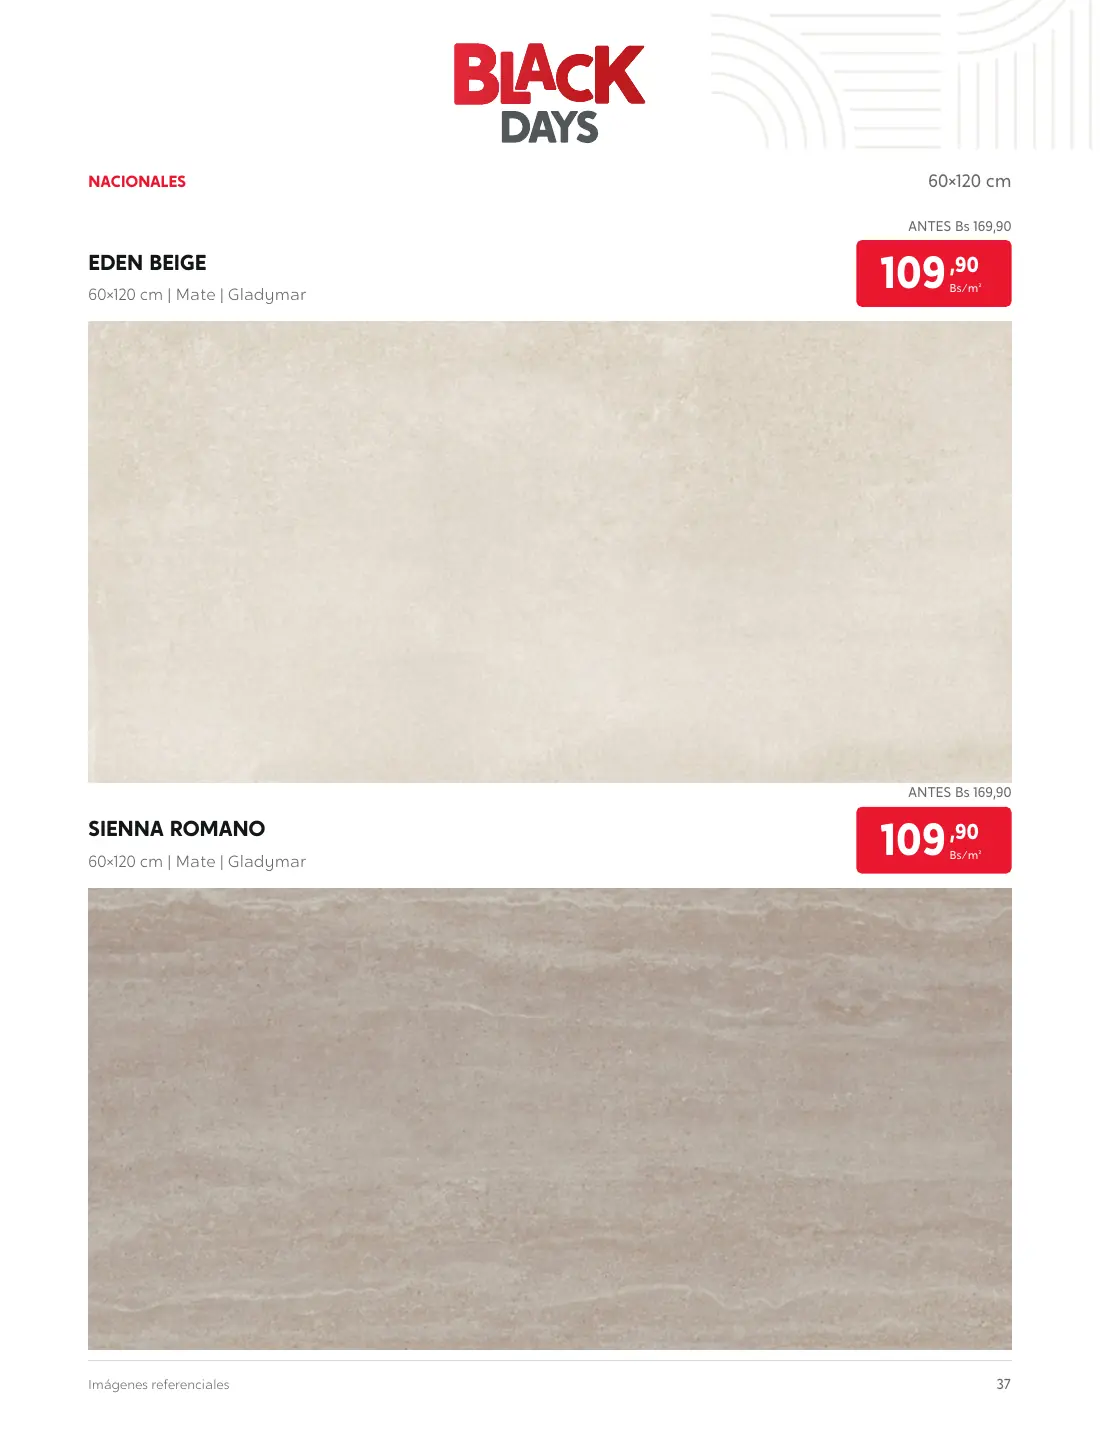 BLACK
DAYS
NACIONALES
60×120 cm
ANTES Bs 169,90
EDEN BEIGE
109,90
Bs/m²
60×120 cm | Mate | Gladymar
ANTES Bs 169,90
SIENNA ROMANO
109,90
Bs/m²
60×120 cm | Mate | Gladymar
Imágenes referenciales
37